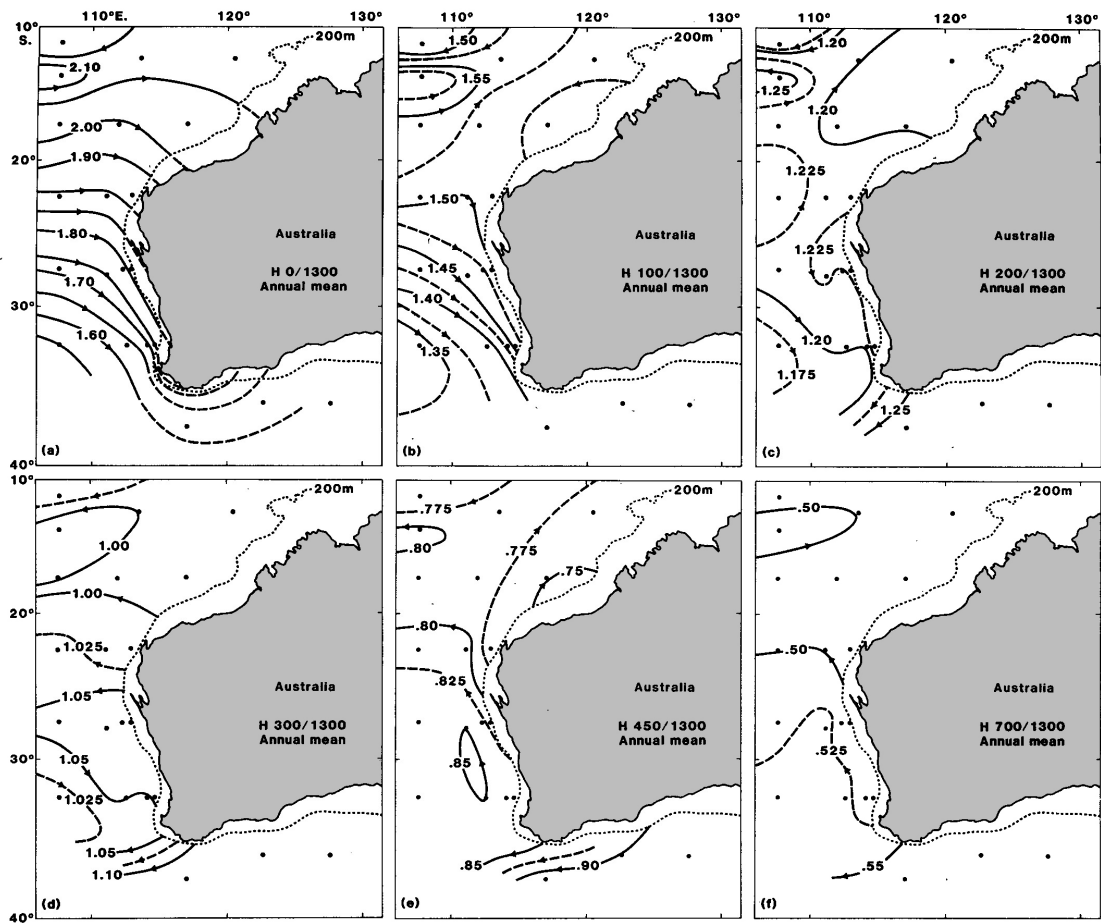 110°E. 120° 110° 120° 110° 120° 130°
10°
S.
200m
2.10
2.00
1.90
1.80
1.70
1.60
Australia
H 0/1300
Annual mean
(a)
200m
1.50
1.55
1.50
1.45
1.40
1.35
Australia
H 100/1300
Annual mean
(b)
200m
1.20
1.25
1.20
1.225
1.225
1.20
1.175
1.25
Australia
H 200/1300
Annual mean
(c)
20°
30°
40°
10°
200m
1.00
1.00
1.025
1.05
1.05
1.025
1.05
1.10
Australia
H 300/1300
Annual mean
(d)
200m
.775
.80
.775
.75
.80
.825
.85
.85
.90
Australia
H 450/1300
Annual mean
(e)
200m
.50
.50
.525
.55
Australia
H 700/1300
Annual mean
(f)
20°
30°
40°